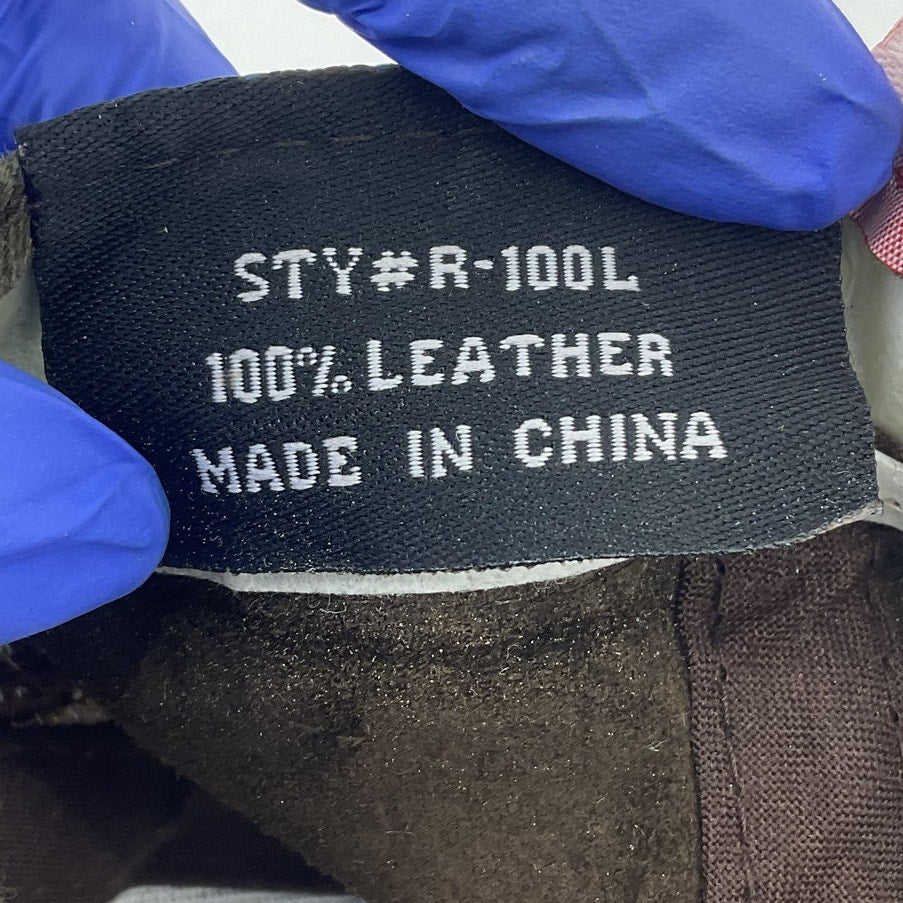 STY#R-100L
100% LEATHER
MADE IN CHINA